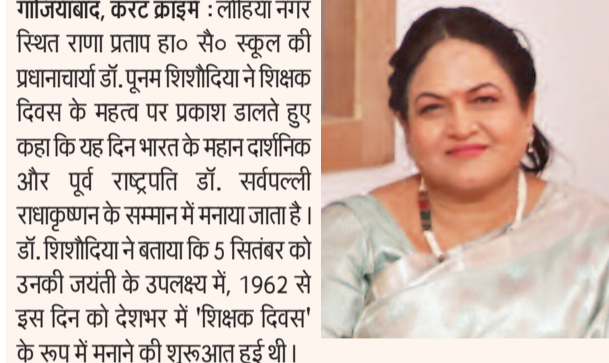 गाजियाबाद, करंट क्राइम : लोहिया नगर
स्थित राणा प्रताप हा० सै० स्कूल की
प्रधानाचार्या डॉ. पूनम शिशौदिया ने शिक्षक
दिवस के महत्व पर प्रकाश डालते हुए
कहा कि यह दिन भारत के महान दार्शनिक
और पूर्व राष्ट्रपति डॉ. सर्वपल्ली
राधाकृष्णन के सम्मान में मनाया जाता है।
डॉ. शिशौदिया ने बताया कि 5 सितंबर को
उनकी जयंती के उपलक्ष्य में, 1962 से
इस दिन को देशभर में 'शिक्षक दिवस'
के रूप में मनाने की शुरूआत हुई थी।